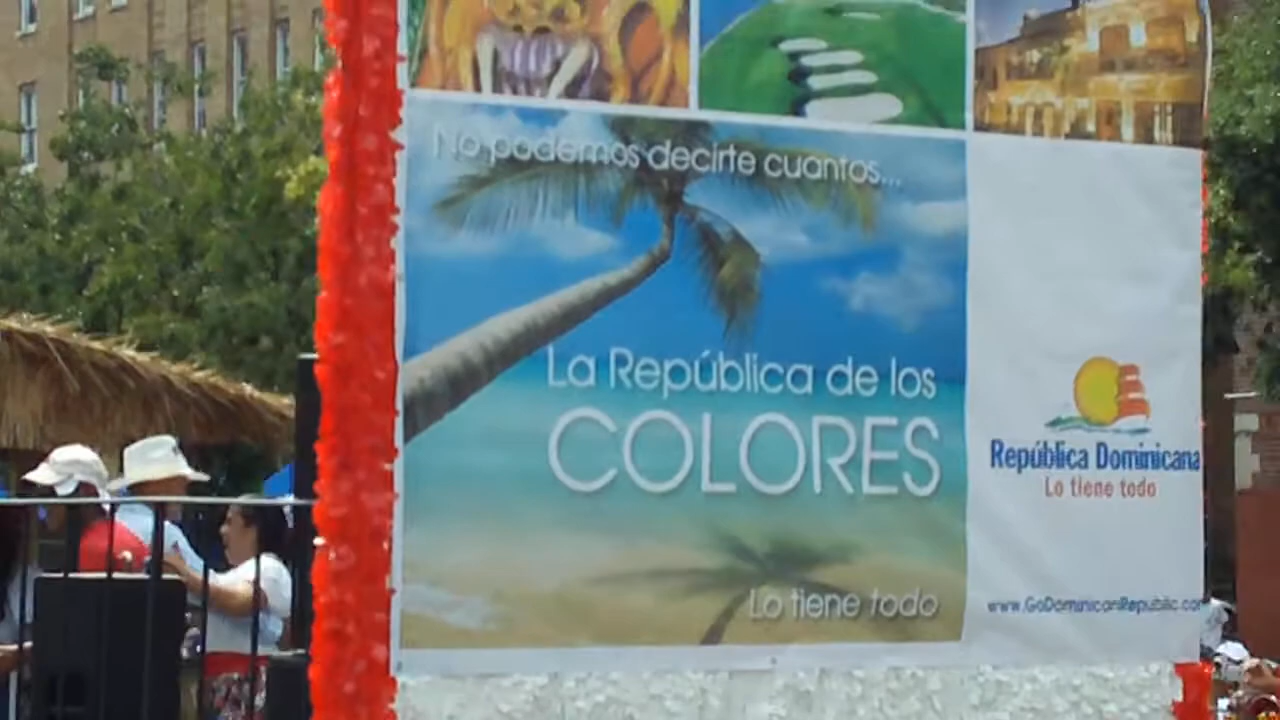 No podemos decirte cuantos...
La República de los
COLORES
Lo tiene todo
República Dominicana
Lo tiene todo
www.GoDominicanRepublic.com